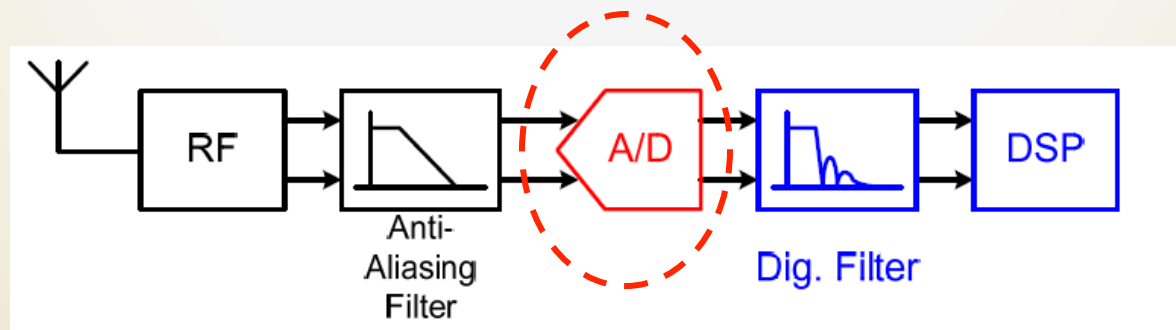 RF
Anti-
Aliasing
Filter
A/D
Dig. Filter
DSP